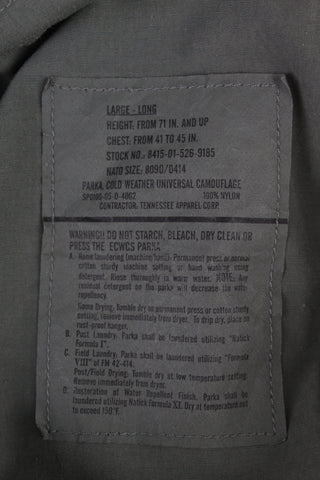 LARGE - LONG
HEIGHT: FROM 71 IN. AND UP
CHEST: FROM 41 TO 45 IN.
STOCK NO.: 8415-01-526-9185
NATO SIZE: 8090/0414
PARKA, COLD WEATHER UNIVERSAL CAMOUFLAGE
SPO100-05-D-4062 100% NYLON
CONTRACTOR: TENNESSEE APPAREL CORP.
WARNING!! DO NOT STARCH, BLEACH, DRY CLEAN OR
PRESS THE ECWCS PARKA
A. Home laundering (machine/hand): Permanent press or normal
cotton sturdy machine setting or hand washing using
detergent. Rinse thoroughly in warm water. NOTE: Any
residual detergent on the parka will decrease the water
repellency.
Home Drying: Tumble dry at permanent press or cotton sturdy
setting, remove immediately from dryer. To drip dry, place on
rust-proof hanger.
B. Post Laundry: Parka shall be laundered utilizing "Natick
Formula I".
C. Field Laundry: Parka shall be laundered utilizing "Formula
VIII" of FM 42-414.
Post/Field Drying: Tumble dry at low temperature setting.
Remove immediately from dryer.
D. Restoration of Water Repellent Finish. Parka shall be
laundered utilizing Natick Formula XI. Dry at temperature not
to exceed 150°F.